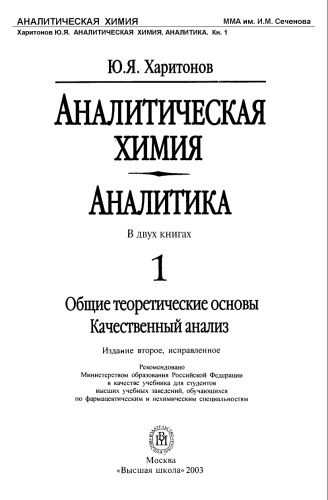 АНАЛИТИЧЕСКАЯ ХИМИЯ ММА им. И.М. Сеченова
Харитонов Ю.Я. АНАЛИТИЧЕСКАЯ ХИМИЯ. АНАЛИТИКА. Кн. 1
Ю.Я. Харитонов
АНАЛИТИЧЕСКАЯ
ХИМИЯ
АНАЛИТИКА
В двух книгах
1
Общие теоретические основы
Качественный анализ
Издание второе, исправленное
Рекомендовано
Министерством образования Российской Федерации
в качестве учебника для студентов
высших учебных заведений, обучающихся
по фармацевтическим и нехимическим специальностям
Москва
«Высшая школа» 2003